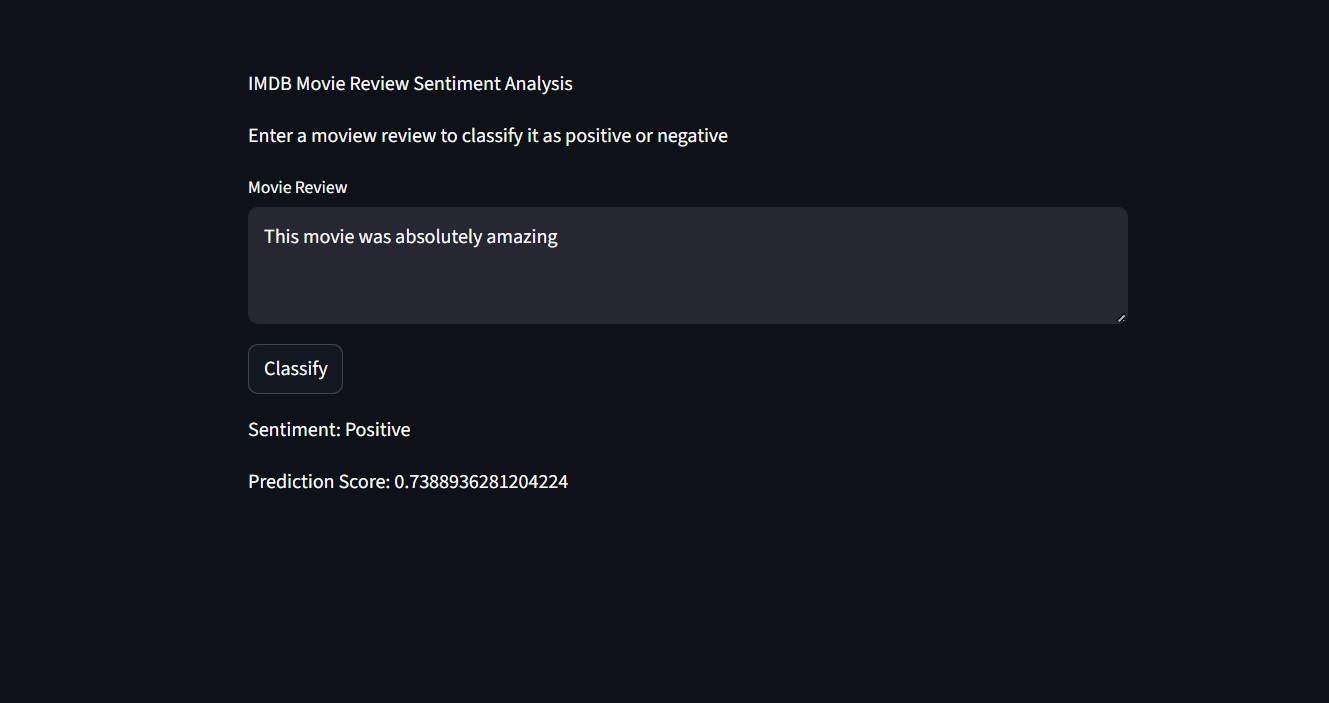 IMDB Movie Review Sentiment Analysis
Enter a moview review to classify it as positive or negative
Movie Review
This movie was absolutely amazing
Classify
Sentiment: Positive
Prediction Score: 0.7388936281204224